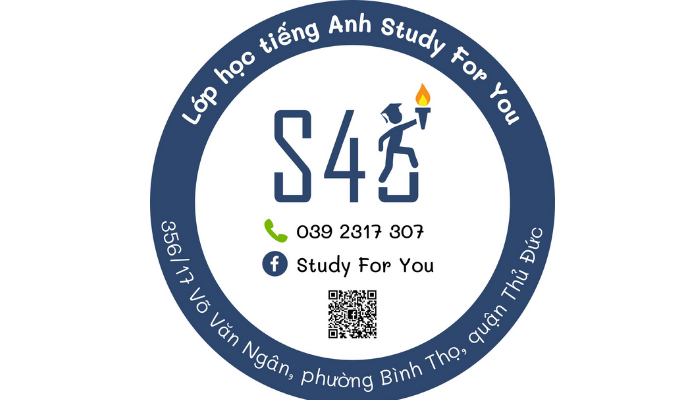 Lớp học tiếng Anh Study For You
S4U
039 2317 307
Study For You
356/17 Võ Văn Ngân, phường Bình Thọ, quận Thủ Đức